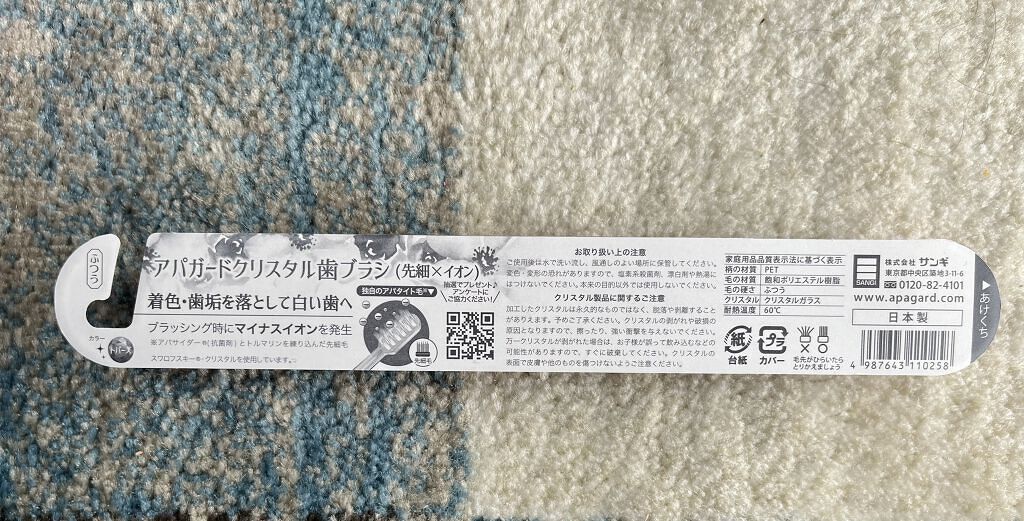 ふつう
アパガードクリスタル歯ブラシ (先細×イオン)
着色・歯垢を落として白い歯へ
ブラッシング時にマイナスイオンを発生
※アパサイダー®(抗菌剤)とトルマリンを練り込んだ先細毛
スワロフスキー®・クリスタルを使用しています。
カラー
独自のアパタイト毛※▼
先細毛
抽選でプレゼント♪
アンケートに
ご協力ください!
お取り扱い上の注意
ご使用後は水で洗い流し、風通しのよい場所に保管してください。
変色・変形の恐れがありますので、塩素系殺菌剤、漂白剤や熱湯に
はつけないでください。本来の目的以外では使用しないでください。
クリスタル製品に関するご注意
加工したクリスタルは永久的なものではなく、脱落や剥離すること
がありえます。予めご了承ください。クリスタルの剥がれや破損の
原因となりますので、擦ったり、強い衝撃を与えないでください。
万一クリスタルが剥がれた場合は、お子様が誤って飲み込むなどの
可能性がありますので、すぐに破棄してください。クリスタルの
表面で皮膚や他のものを傷つけないようご注意ください。
家庭用品品質表示法に基づく表示
柄の材質 PET
毛の材質 飽和ポリエステル樹脂
毛の硬さ ふつう
クリスタル クリスタルガラス
耐熱温度 60℃
紙
台紙
プラ
カバー
毛先がひらいたら
とりかえましょう
SANGI
株式会社 サンギ
東京都中央区築地3-11-6
0120-82-4101
www.apagard.com
日本製
4 987643 110258
▲あけくち